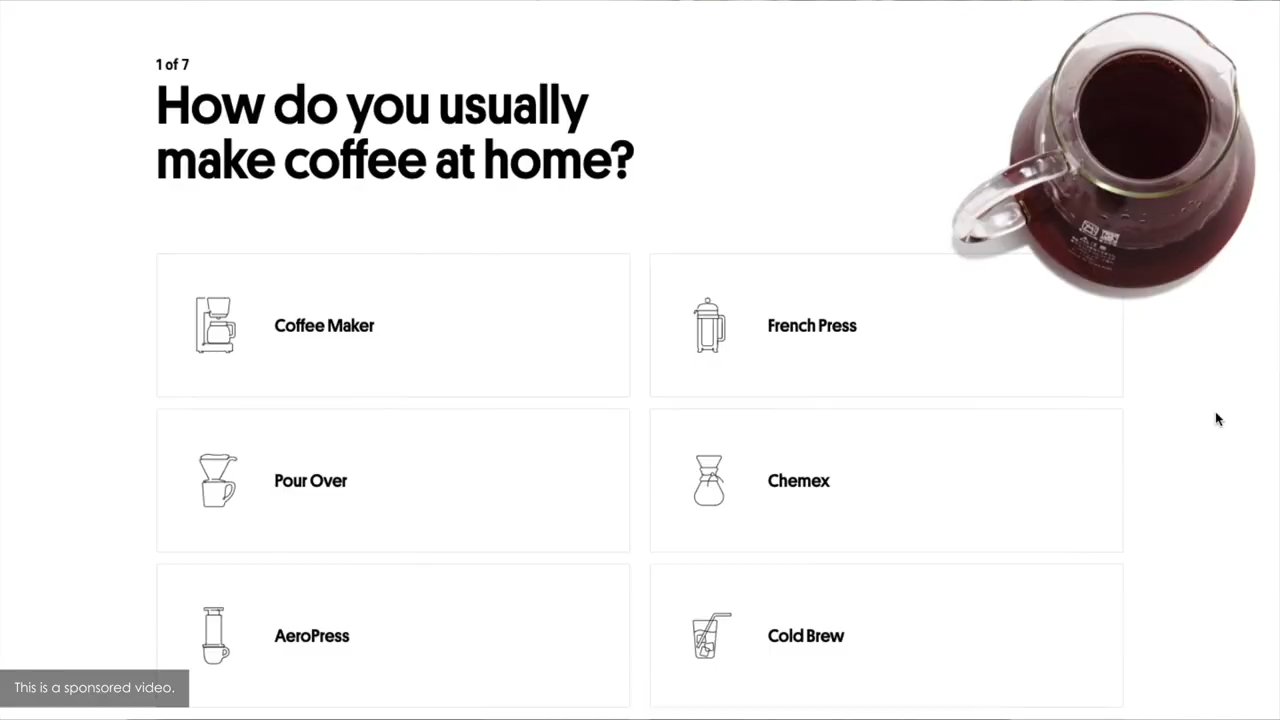 1 of 7
How do you usually
make coffee at home?
Coffee Maker
French Press
Pour Over
Chemex
AeroPress
Cold Brew
This is a sponsored video.